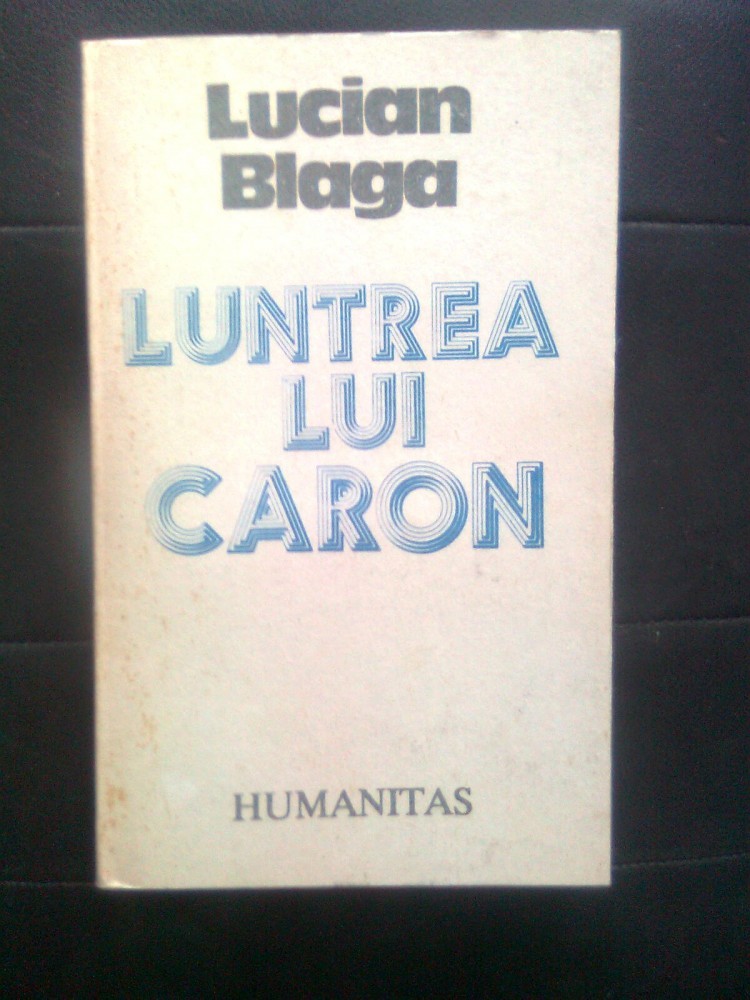 Lucian
Blaga
LUNTREA
LUI
CARON
HUMANITAS